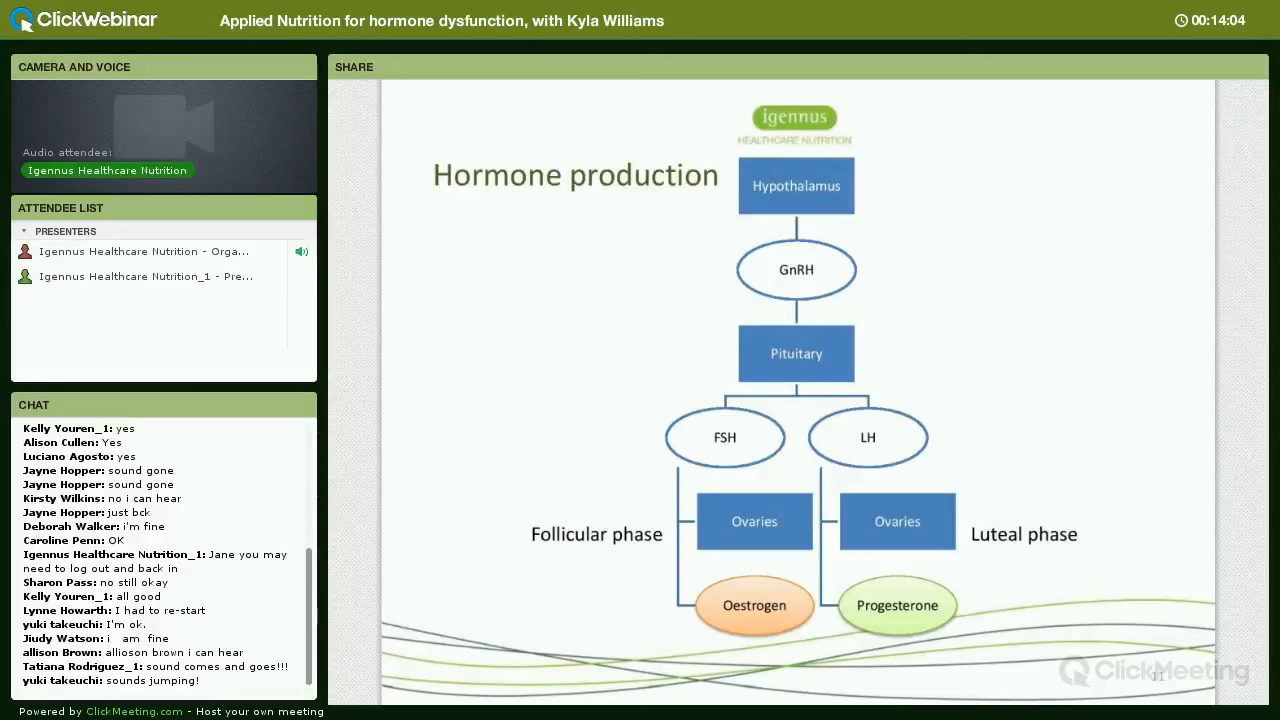 ClickWebinar
Applied Nutrition for hormone dysfunction, with Kyla Williams
00:14:04
CAMERA AND VOICE
Audio attendee:
Igennus Healthcare Nutrition
ATTENDEE LIST
PRESENTERS
Igennus Healthcare Nutrition - Orga...
Igennus Healthcare Nutrition_1 - Pre...
CHAT
Kelly Youren_1: yes
Alison Cullen: Yes
Luciano Agosto: yes
Jayne Hopper: sound gone
Jayne Hopper: sound gone
Kirsty Wilkins: no i can hear
Jayne Hopper: just bck
Deborah Walker: i'm fine
Caroline Penn: OK
Igennus Healthcare Nutrition_1: Jane you may
need to log out and back in
Sharon Pass: no still okay
Kelly Youren_1: all good
Lynne Howarth: I had to re-start
yuki takeuchi: I'm ok.
Jiudy Watson: i am fine
allison Brown: allioson brown i can hear
Tatiana Rodriguez_1: sound comes and goes!!!
yuki takeuchi: sounds jumping!
Powered by ClickMeeting.com - Host your own meeting
SHARE
igennus
HEALTHCARE NUTRITION
Hormone production
Hypothalamus
GnRH
Pituitary
FSH
LH
Follicular phase
Ovaries
Ovaries
Luteal phase
Oestrogen
Progesterone
ClickMeeting
11